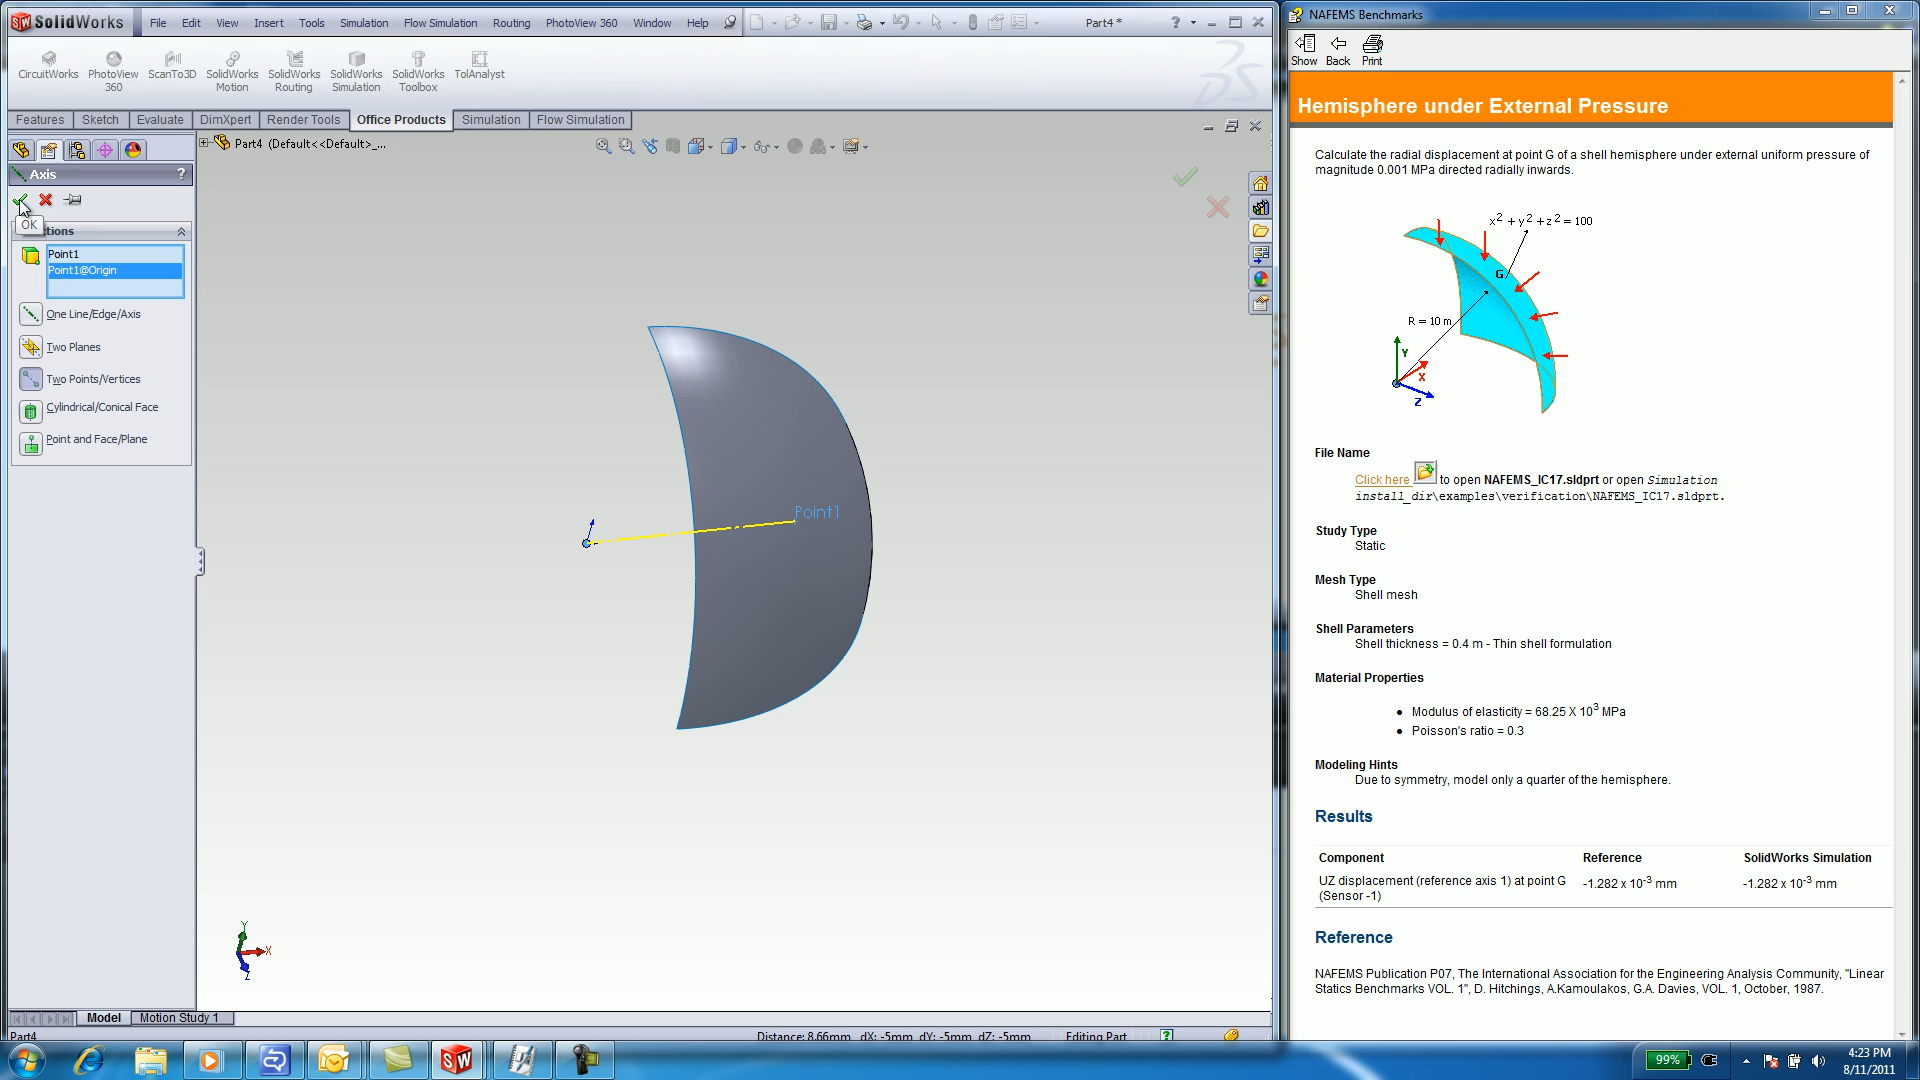 SolidWorks
File Edit View Insert Tools Simulation Flow Simulation Routing PhotoView 360 Window Help
Part4 *
CircuitWorks
PhotoView 360
ScanTo3D
SolidWorks Motion
SolidWorks Routing
SolidWorks Simulation
SolidWorks Toolbox
TolAnalyst
Features Sketch Evaluate DimXpert Render Tools Office Products Simulation Flow Simulation
Part4 (Default<<Default>_...
Axis
?
OK
tions
Point1
Point1@Origin
One Line/Edge/Axis
Two Planes
Two Points/Vertices
Cylindrical/Conical Face
Point and Face/Plane
Point1
Y
X
Z
Model Motion Study 1
Part4
Distance: 8.66mm dX: -5mm dY: -5mm dZ: -5mm Editing Part
NAFEMS Benchmarks
Show Back Print
Hemisphere under External Pressure
Calculate the radial displacement at point G of a shell hemisphere under external uniform pressure of
magnitude 0.001 MPa directed radially inwards.
x2 + y2 + z2 = 100
G
R = 10 m
Y
X
Z
File Name
Click here to open NAFEMS_IC17.sldprt or open Simulation
install_dir\examples\verification\NAFEMS_IC17.sldprt.
Study Type
Static
Mesh Type
Shell mesh
Shell Parameters
Shell thickness = 0.4 m - Thin shell formulation
Material Properties
● Modulus of elasticity = 68.25 X 103 MPa
● Poisson's ratio = 0.3
Modeling Hints
Due to symmetry, model only a quarter of the hemisphere.
Results
Component Reference SolidWorks Simulation
UZ displacement (reference axis 1) at point G -1.282 x 10-3 mm -1.282 x 10-3 mm
(Sensor -1)
Reference
NAFEMS Publication P07, The International Association for the Engineering Analysis Community, "Linear
Statics Benchmarks VOL. 1", D. Hitchings, A.Kamoulakos, G.A. Davies, VOL. 1, October, 1987.
99%
4:23 PM
8/11/2011